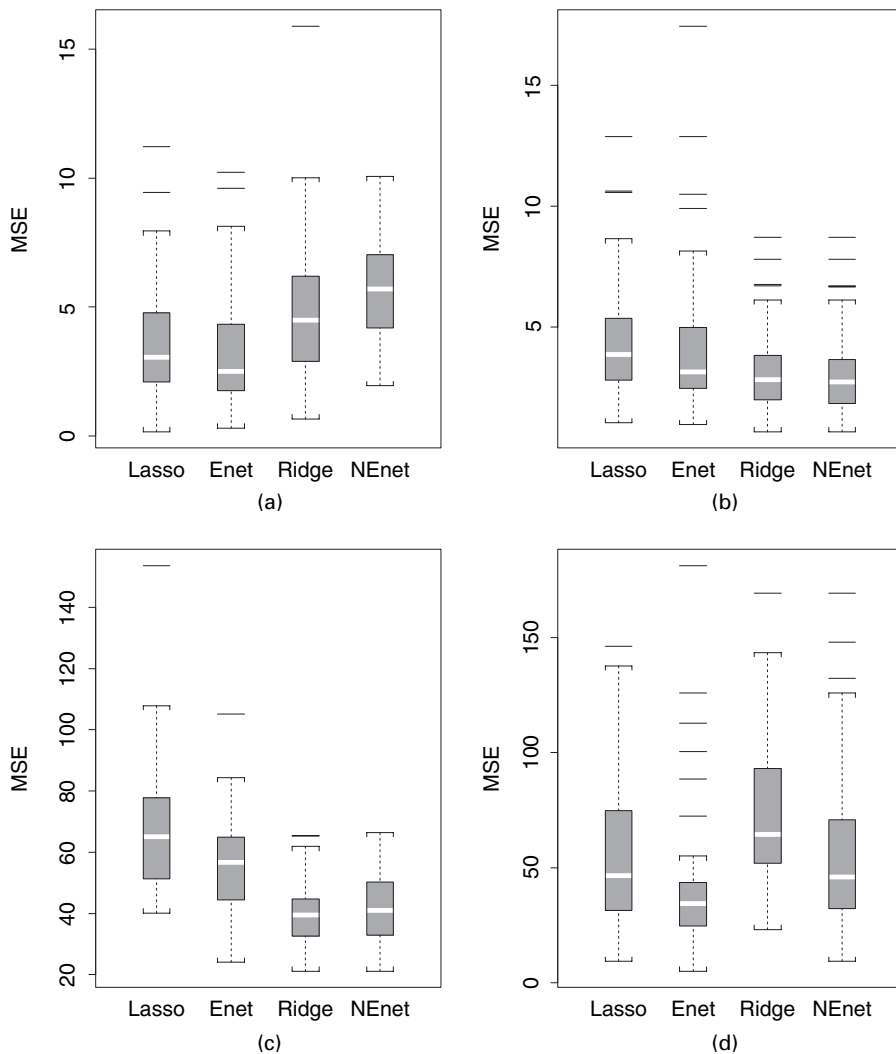 15
10
5
0
MSE
Lasso Enet Ridge NEnet
(a)
15
10
5
MSE
Lasso Enet Ridge NEnet
(b)
140
120
100
80
60
40
20
MSE
Lasso Enet Ridge NEnet
(c)
150
100
50
0
MSE
Lasso Enet Ridge NEnet
(d)